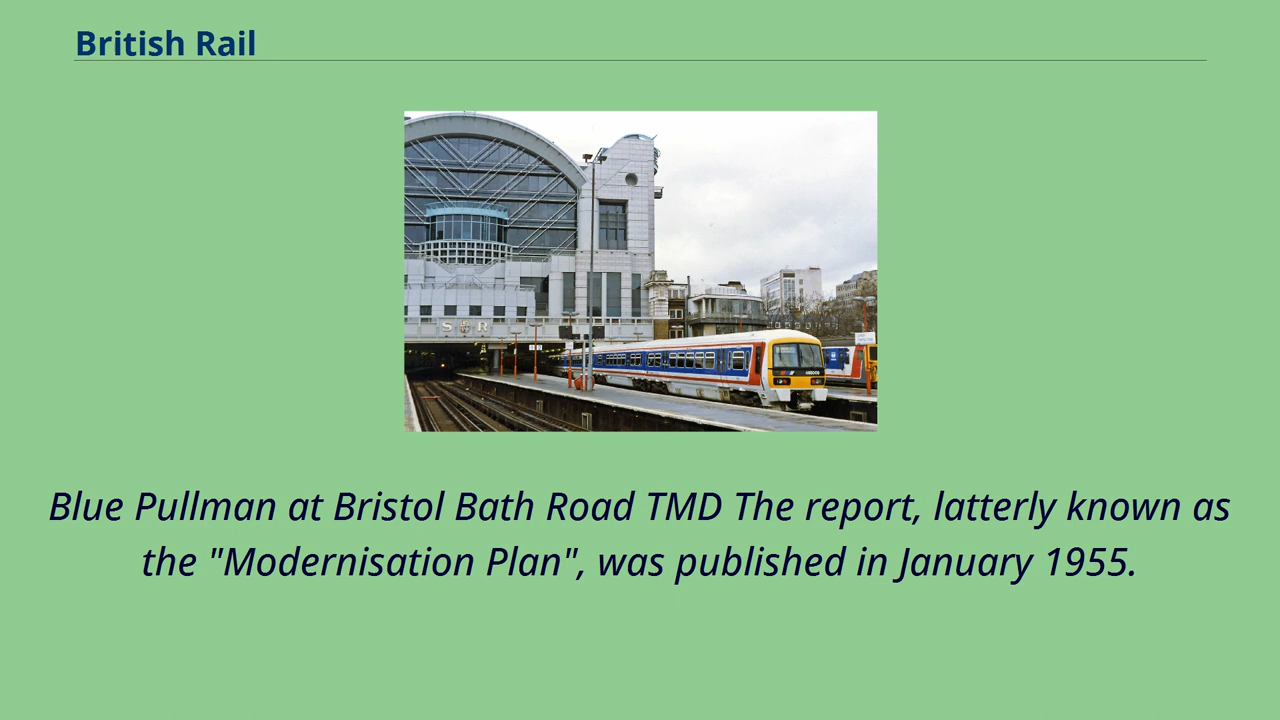 British Rail
S R
Blue Pullman at Bristol Bath Road TMD The report, latterly known as
the "Modernisation Plan", was published in January 1955.